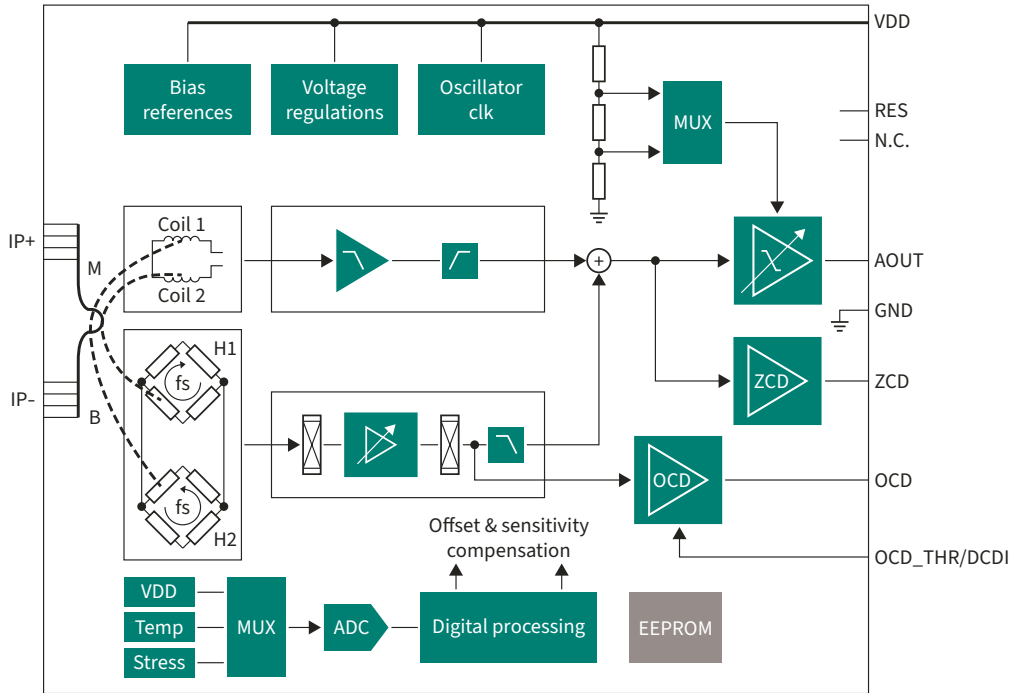 VDD
Bias
references
Voltage
regulations
Oscillator
clk
MUX
RES
N.C.
IP+
M
Coil 1
Coil 2
+
AOUT
GND
IP-
B
H1
fs
fs
H2
ZCD
ZCD
OCD
OCD
OCD_THR/DCDI
Offset & sensitivity
compensation
VDD
Temp
Stress
MUX
ADC
Digital processing
EEPROM